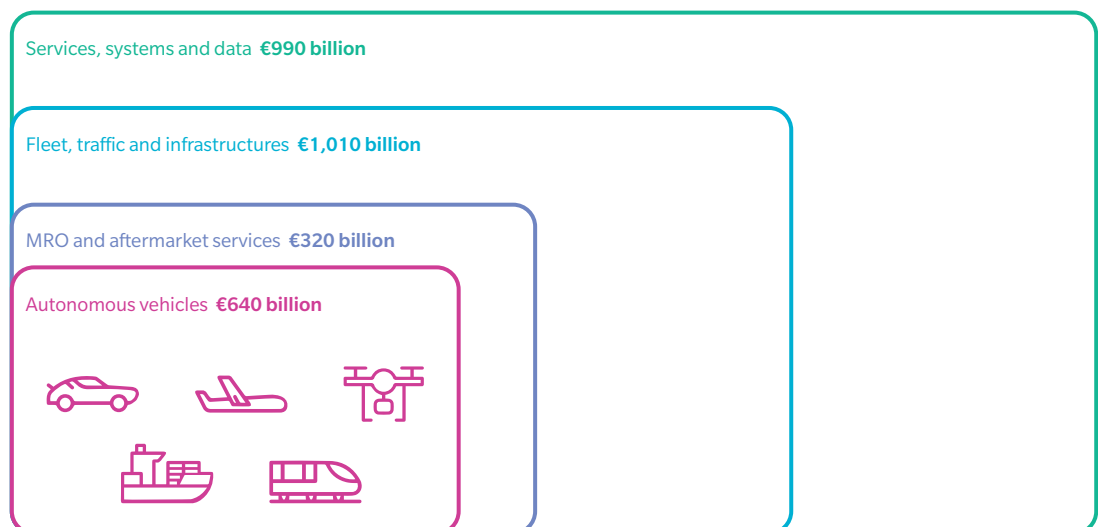 Services, systems and data €990 billion
Fleet, traffic and infrastructures €1,010 billion
MRO and aftermarket services €320 billion
Autonomous vehicles €640 billion